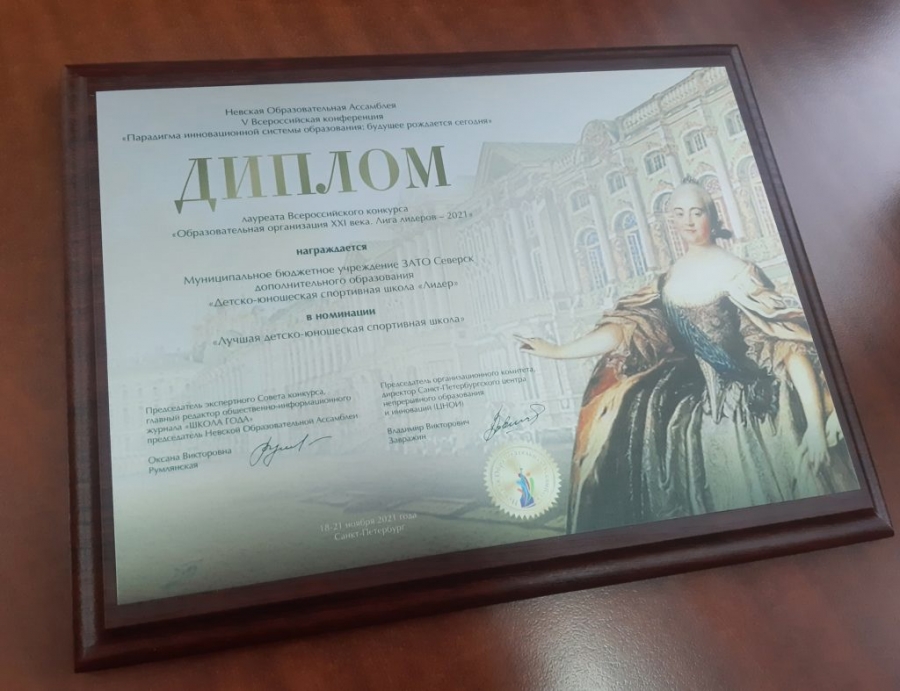 Невская Образовательная Ассамблея
V Всероссийская конференция
«Парадигма инновационной системы образования: будущее рождается сегодня»
ДИПЛОМ
лауреата Всероссийского конкурса
«Образовательная организация XXI века. Лига лидеров – 2021»
награждается
Муниципальное бюджетное учреждение ЗАТО Северск
дополнительного образования
«Детско-юношеская спортивная школа «Лидер»
в номинации
«Лучшая детско-юношеская спортивная школа»
Председатель экспертного Совета конкурса,
главный редактор общественно-информационного
журнала «ШКОЛА ГОДА»,
председатель Невской Образовательной Ассамблеи
Оксана Викторовна
Румлянская
Председатель организационного комитета,
директор Санкт-Петербургского центра
непрерывного образования
и инноваций (ЦНОИ)
Владимир Викторович
Завражин
18-21 ноября 2021 года
Санкт-Петербург